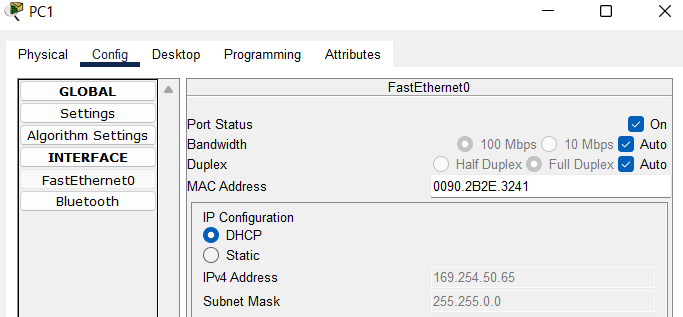 PC1
Physical Config Desktop Programming Attributes
GLOBAL
Settings
Algorithm Settings
INTERFACE
FastEthernet0
Bluetooth
FastEthernet0
Port Status On
Bandwidth 100 Mbps 10 Mbps Auto
Duplex Half Duplex Full Duplex Auto
MAC Address 0090.2B2E.3241
IP Configuration
DHCP
Static
IPv4 Address 169.254.50.65
Subnet Mask 255.255.0.0